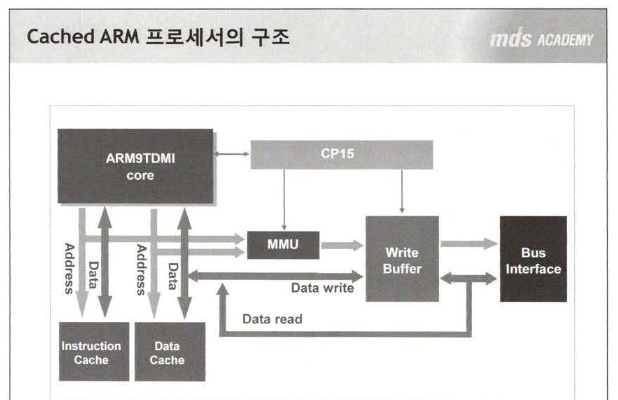 Cached ARM 프로세서의 구조
mds ACADEMY
ARM9TDMI
core
CP15
MMU
Write
Buffer
Bus
Interface
Address
Data
Address
Data
Data write
Data read
Instruction
Cache
Data
Cache